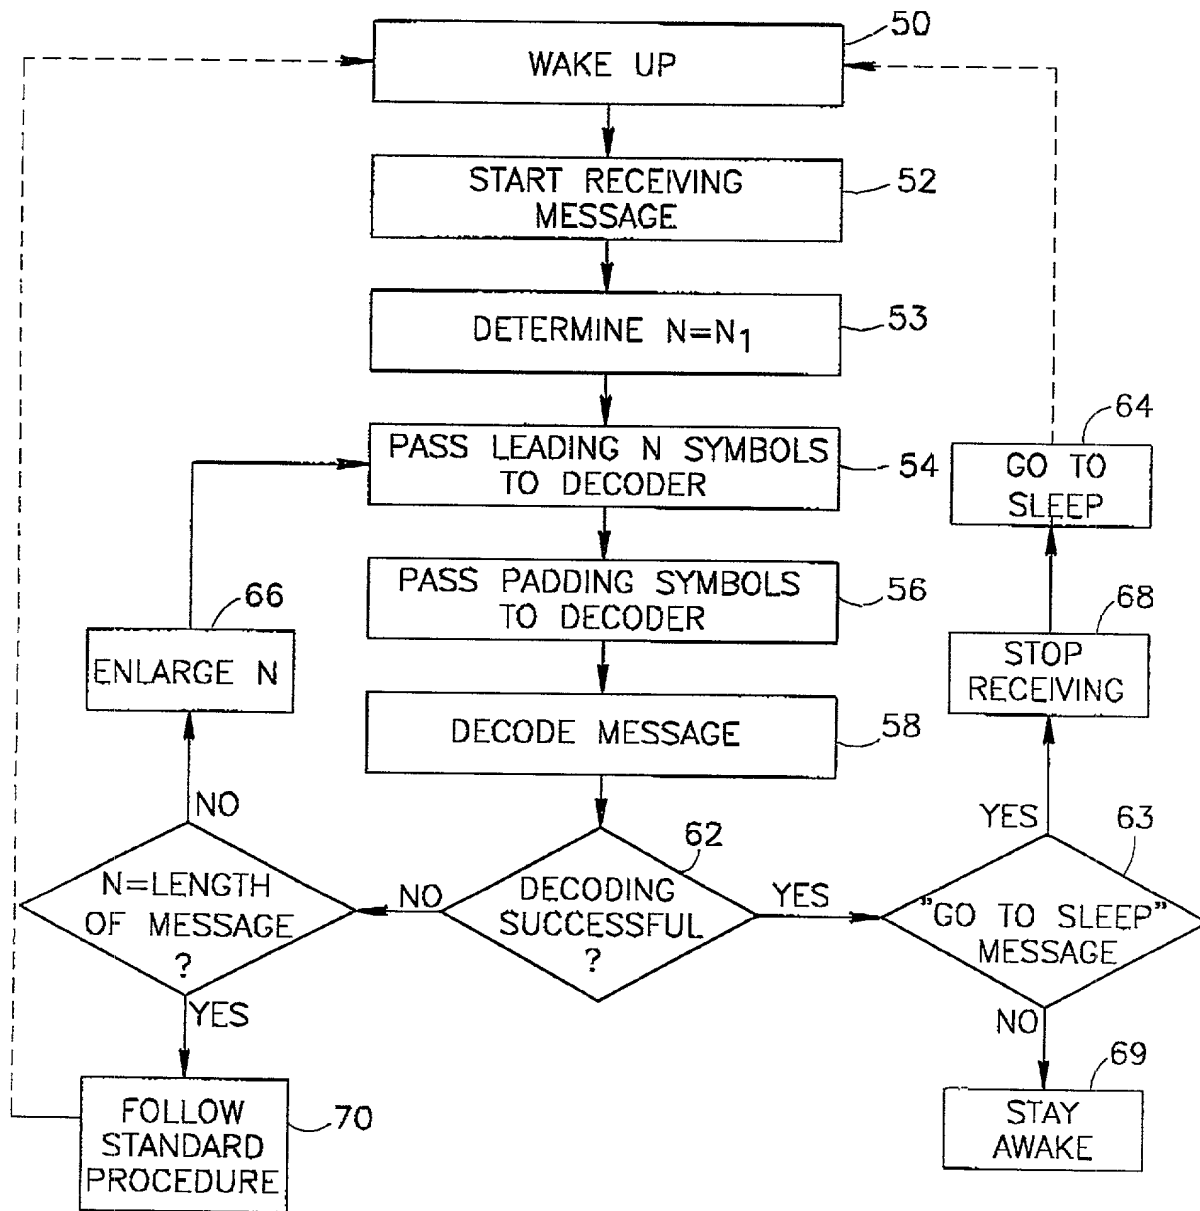 50
WAKE UP
START RECEIVING
MESSAGE
52
DETERMINE N=N1
53
PASS LEADING N SYMBOLS
TO DECODER
54
64
GO TO
SLEEP
PASS PADDING SYMBOLS
TO DECODER
56
66
ENLARGE N
68
STOP
RECEIVING
DECODE MESSAGE
58
NO
N=LENGTH
OF MESSAGE
?
YES
NO
62
DECODING
SUCCESSFUL
?
YES
YES
63
"GO TO SLEEP"
MESSAGE
NO
FOLLOW
STANDARD
PROCEDURE
70
69
STAY
AWAKE